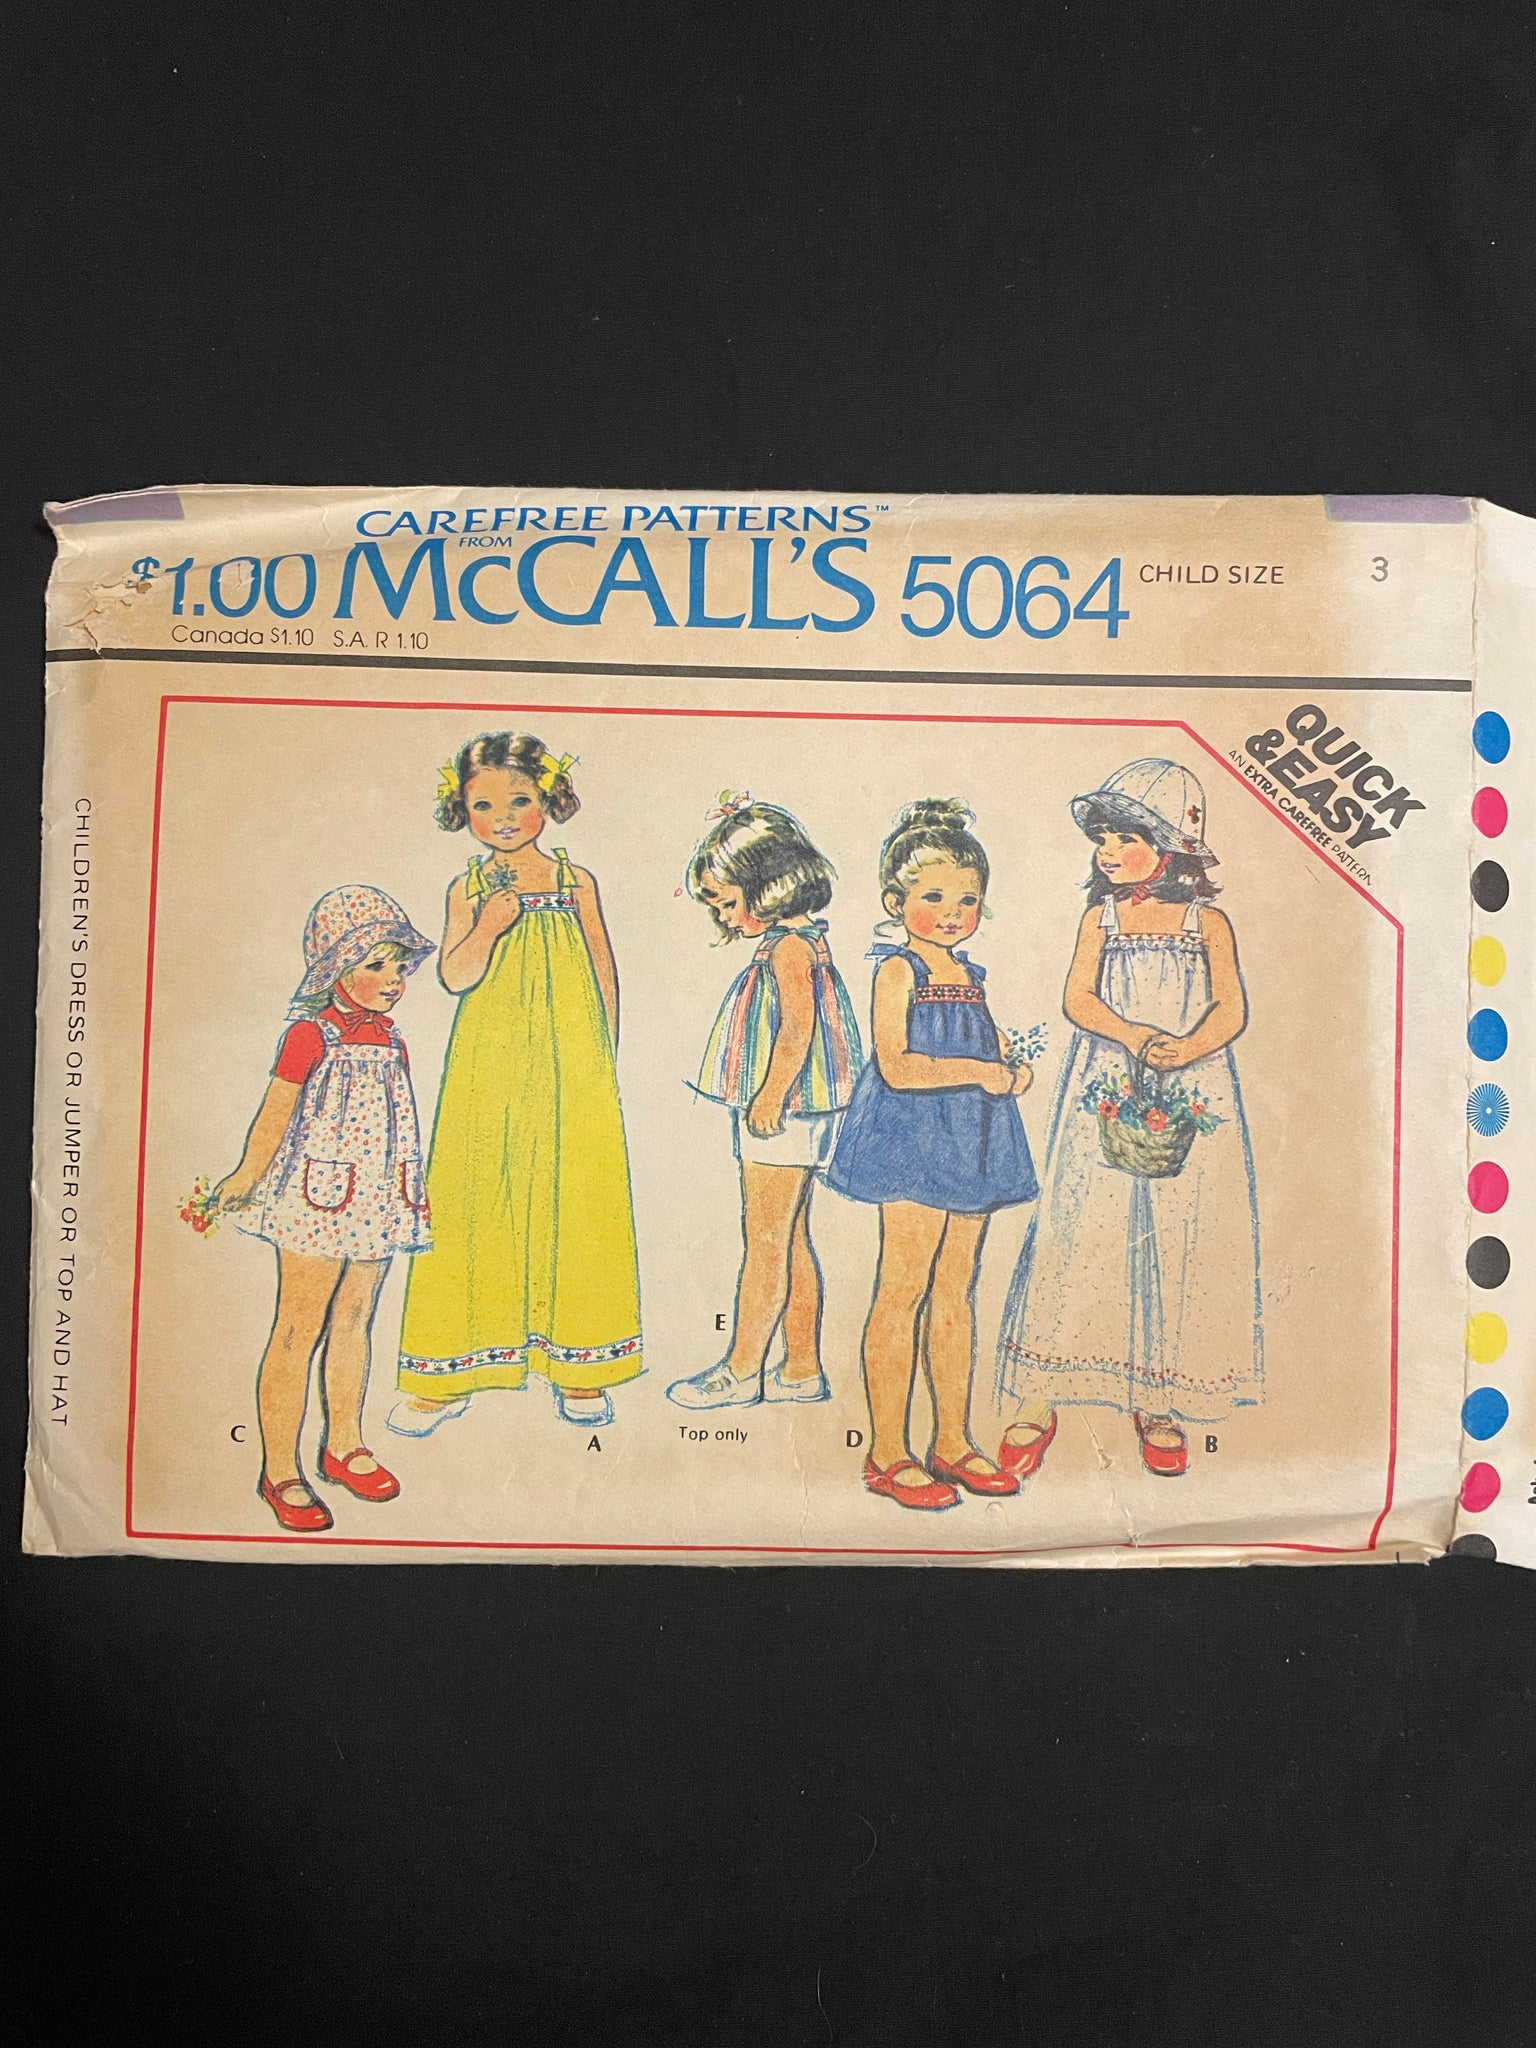 CAREFREE PATTERNS™
FROM
$1.00 McCALL'S 5064 CHILD SIZE 3
Canada $1.10 S.A. R 1.10
QUICK
& EASY
AN EXTRA CAREFREE PATTERN
CHILDREN'S DRESS OR JUMPER OR TOP AND HAT
C
A
E
Top only
D
B